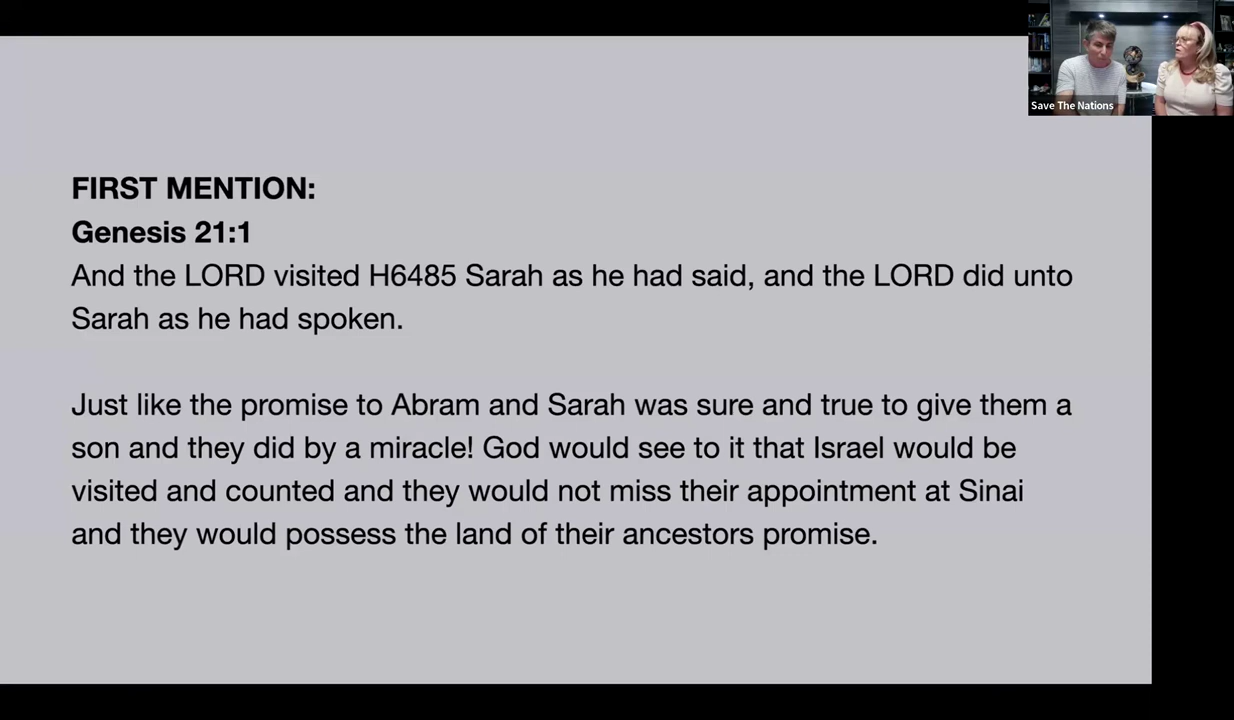 Save The Nations
FIRST MENTION:
Genesis 21:1
And the LORD visited H6485 Sarah as he had said, and the LORD did unto
Sarah as he had spoken.
Just like the promise to Abram and Sarah was sure and true to give them a
son and they did by a miracle! God would see to it that Israel would be
visited and counted and they would not miss their appointment at Sinai
and they would possess the land of their ancestors promise.